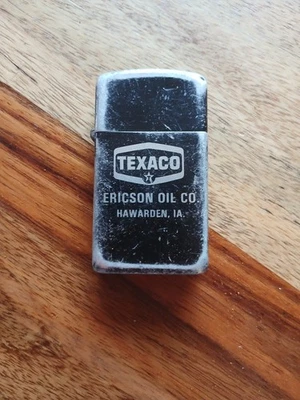 TEXACO
ERICSON OIL CO.
HAWARDEN, IA.